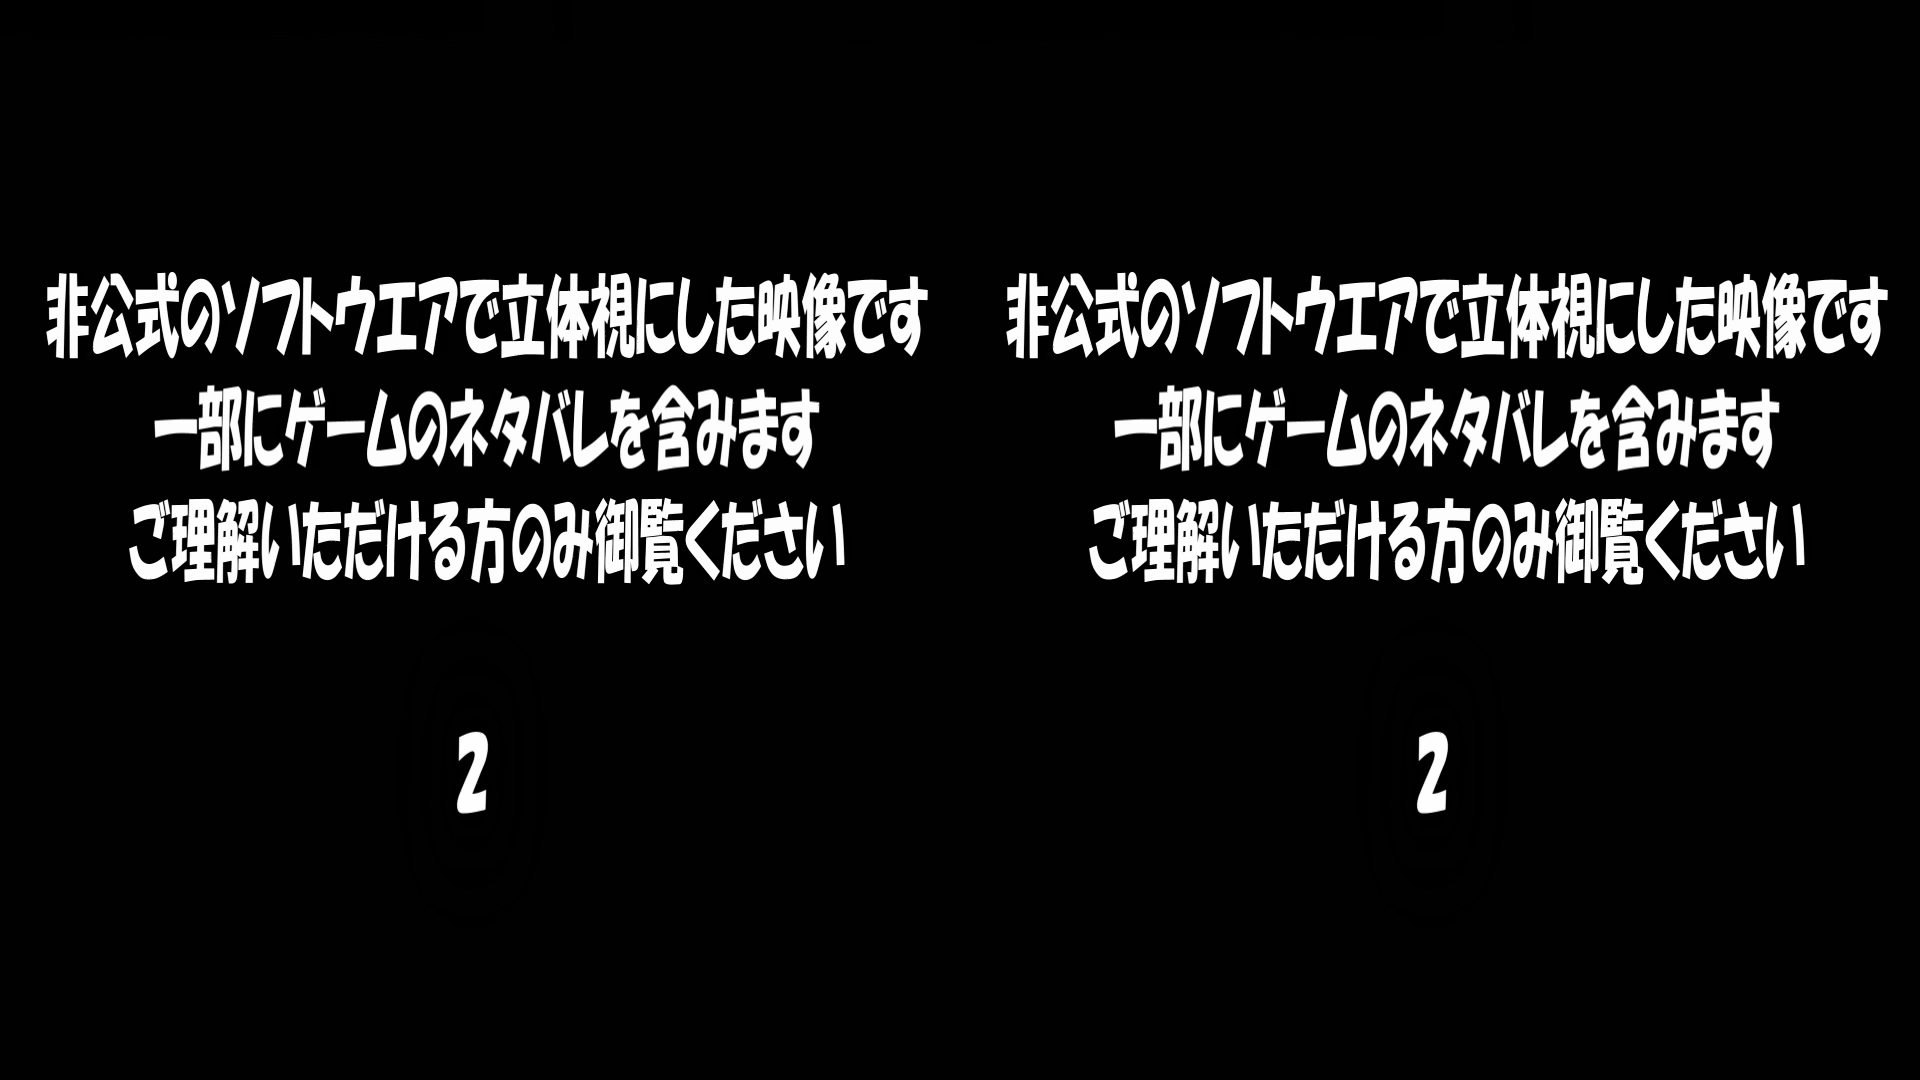 非公式のソフトウエアで立体視にした映像です
一部にゲームのネタバレを含みます
ご理解いただける方のみ御覧ください
2
非公式のソフトウエアで立体視にした映像です
一部にゲームのネタバレを含みます
ご理解いただける方のみ御覧ください
2